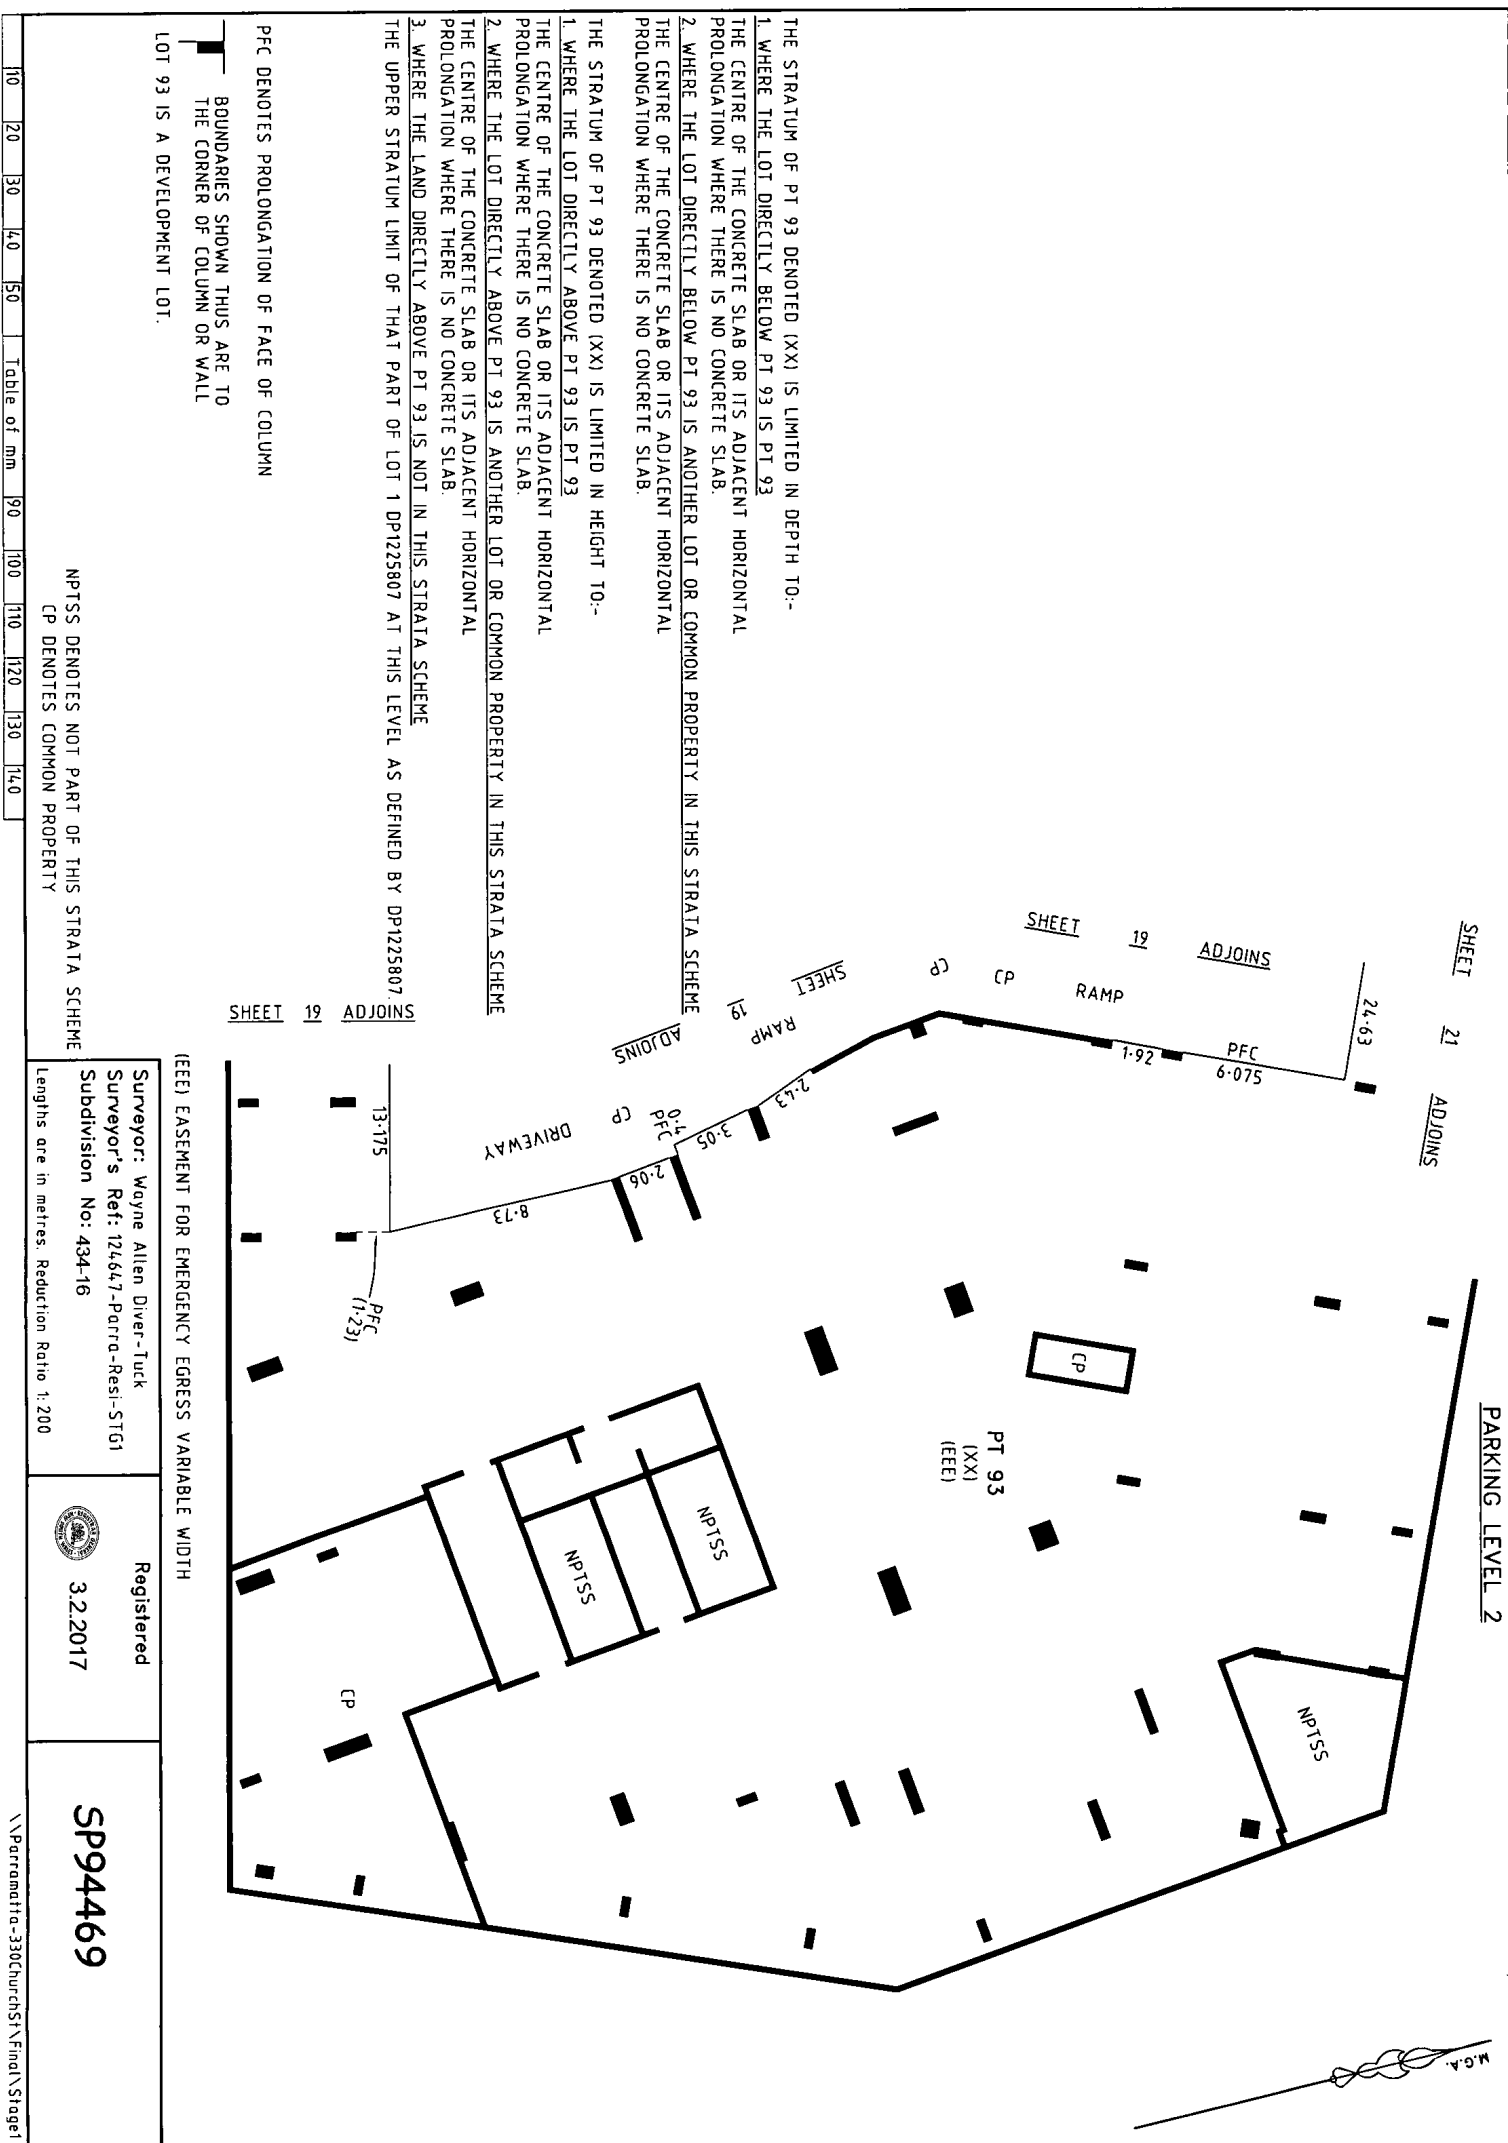 PARKING LEVEL 2
SHEET 21 ADJOINS
M.G.A.
24·63
PFC
6·075
1·92
SHEET 19 ADJOINS
RAMP
CP
CP
SHEET 19 ADJOINS
RAMP
2·43
3·05
0·4
PFC
CP
2·06
DRIVEWAY
8·73
SHEET 19 ADJOINS
13·175
PFC
(1·23)
CP
PT 93
(XX)
(EEE)
NPTSS
NPTSS
NPTSS
CP
THE STRATUM OF PT 93 DENOTED (XX) IS LIMITED IN DEPTH TO:-
1. WHERE THE LOT DIRECTLY BELOW PT 93 IS PT 93
THE CENTRE OF THE CONCRETE SLAB OR ITS ADJACENT HORIZONTAL
PROLONGATION WHERE THERE IS NO CONCRETE SLAB.
2. WHERE THE LOT DIRECTLY BELOW PT 93 IS ANOTHER LOT OR COMMON PROPERTY IN THIS STRATA SCHEME
THE CENTRE OF THE CONCRETE SLAB OR ITS ADJACENT HORIZONTAL
PROLONGATION WHERE THERE IS NO CONCRETE SLAB.
THE STRATUM OF PT 93 DENOTED (XX) IS LIMITED IN HEIGHT TO:-
1. WHERE THE LOT DIRECTLY ABOVE PT 93 IS PT 93
THE CENTRE OF THE CONCRETE SLAB OR ITS ADJACENT HORIZONTAL
PROLONGATION WHERE THERE IS NO CONCRETE SLAB.
2. WHERE THE LOT DIRECTLY ABOVE PT 93 IS ANOTHER LOT OR COMMON PROPERTY IN THIS STRATA SCHEME
THE CENTRE OF THE CONCRETE SLAB OR ITS ADJACENT HORIZONTAL
PROLONGATION WHERE THERE IS NO CONCRETE SLAB.
3. WHERE THE LAND DIRECTLY ABOVE PT 93 IS NOT IN THIS STRATA SCHEME
THE UPPER STRATUM LIMIT OF THAT PART OF LOT 1 DP1225807 AT THIS LEVEL AS DEFINED BY DP1225807.
PFC DENOTES PROLONGATION OF FACE OF COLUMN
BOUNDARIES SHOWN THUS ARE TO
THE CORNER OF COLUMN OR WALL
LOT 93 IS A DEVELOPMENT LOT.
(EEE) EASEMENT FOR EMERGENCY EGRESS VARIABLE WIDTH
NPTSS DENOTES NOT PART OF THIS STRATA SCHEME
CP DENOTES COMMON PROPERTY
Surveyor: Wayne Allen Diver-Tuck
Surveyor's Ref: 124647-Parra-Resi-STG1
Subdivision No: 434-16
Lengths are in metres. Reduction Ratio 1:200
Registered
3.2.2017
SP94469
10 20 30 40 50 Table of mm 90 100 110 120 130 140
\\Parramatta-330ChurchSt\Final\Stage1